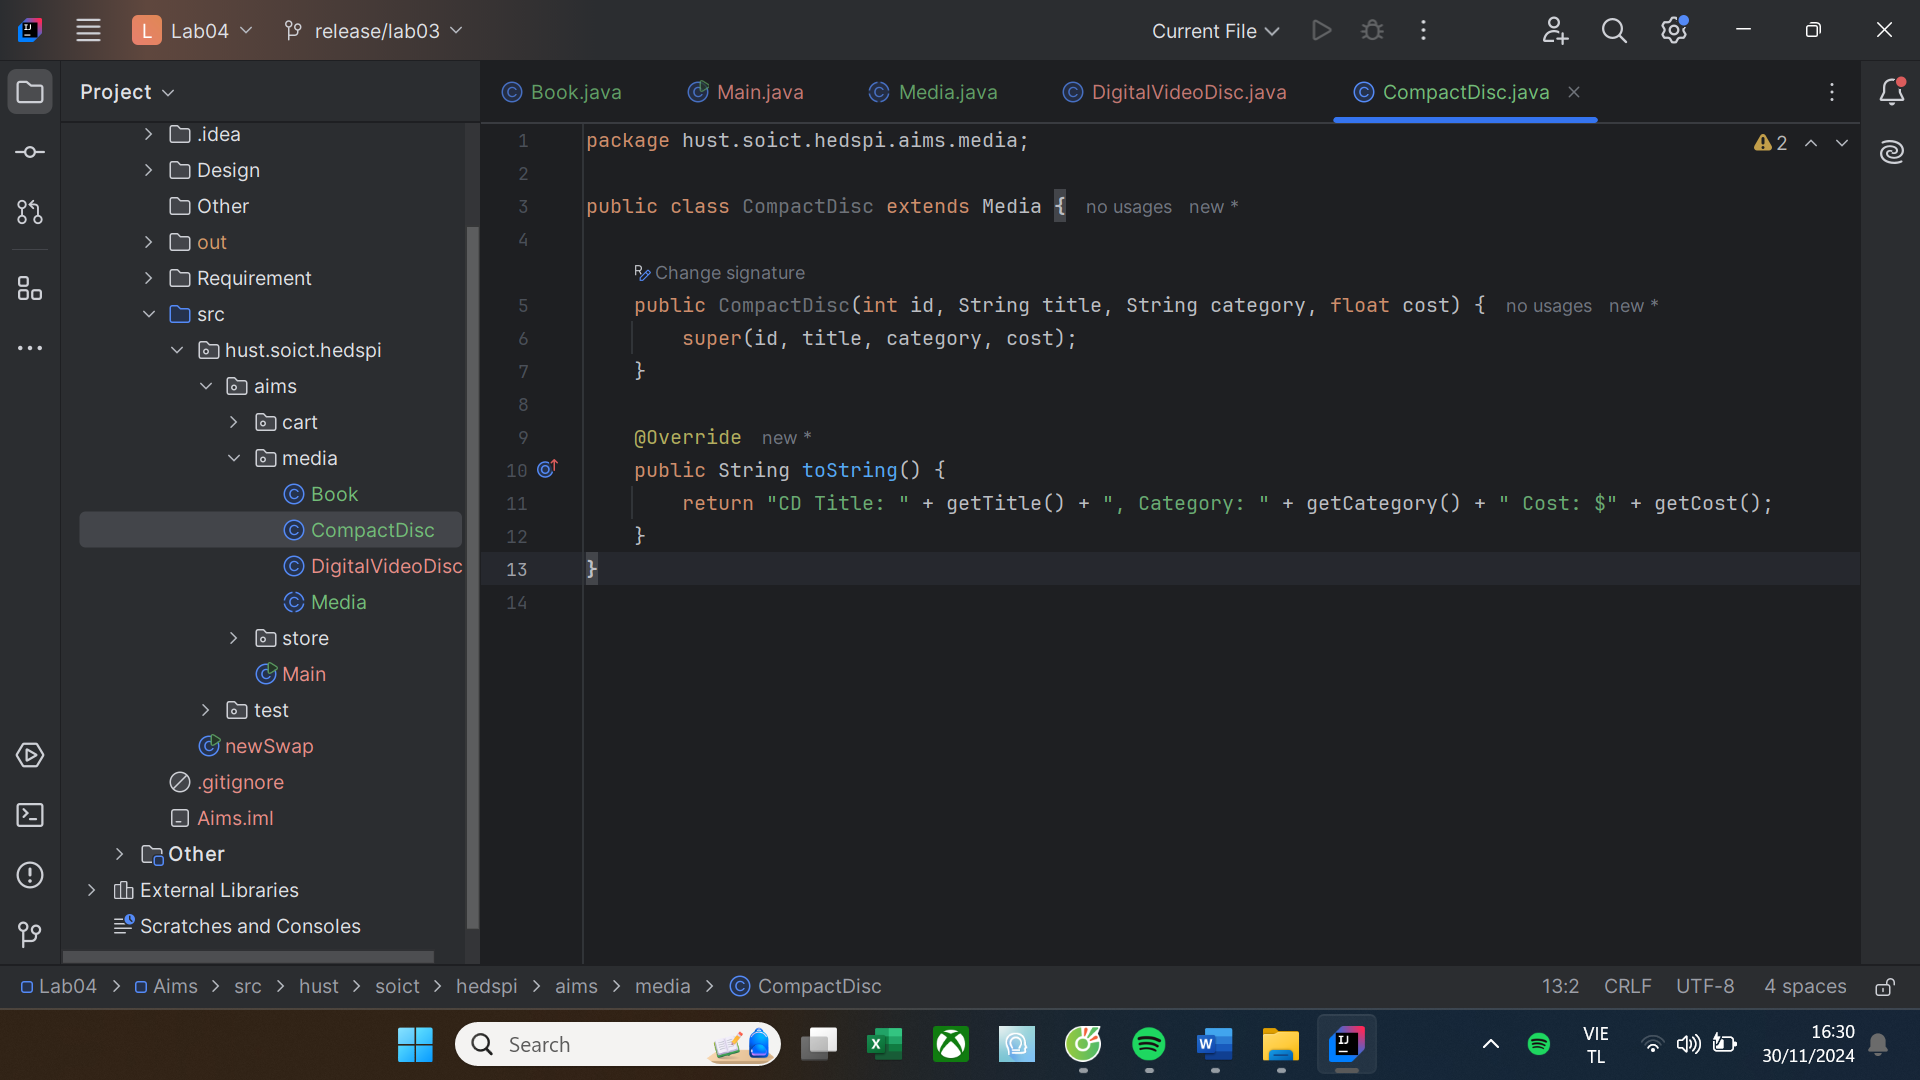 L Lab04 release/lab03 Current File
Project
Book.java Main.java Media.java DigitalVideoDisc.java CompactDisc.java
.idea
Design
Other
out
Requirement
src
hust.soict.hedspi
aims
cart
media
Book
CompactDisc
DigitalVideoDisc
Media
store
Main
test
newSwap
.gitignore
Aims.iml
Other
External Libraries
Scratches and Consoles
2
1 package hust.soict.hedspi.aims.media;
2
3 public class CompactDisc extends Media { no usages new *
4
Change signature
5 public CompactDisc(int id, String title, String category, float cost) { no usages new *
6 super(id, title, category, cost);
7 }
8
9 @Override new *
10 public String toString() {
11 return "CD Title: " + getTitle() + ", Category: " + getCategory() + " Cost: $" + getCost();
12 }
13 }
14
Lab04 > Aims > src > hust > soict > hedspi > aims > media > CompactDisc
13:2 CRLF UTF-8 4 spaces
Search
VIE
TL
16:30
30/11/2024